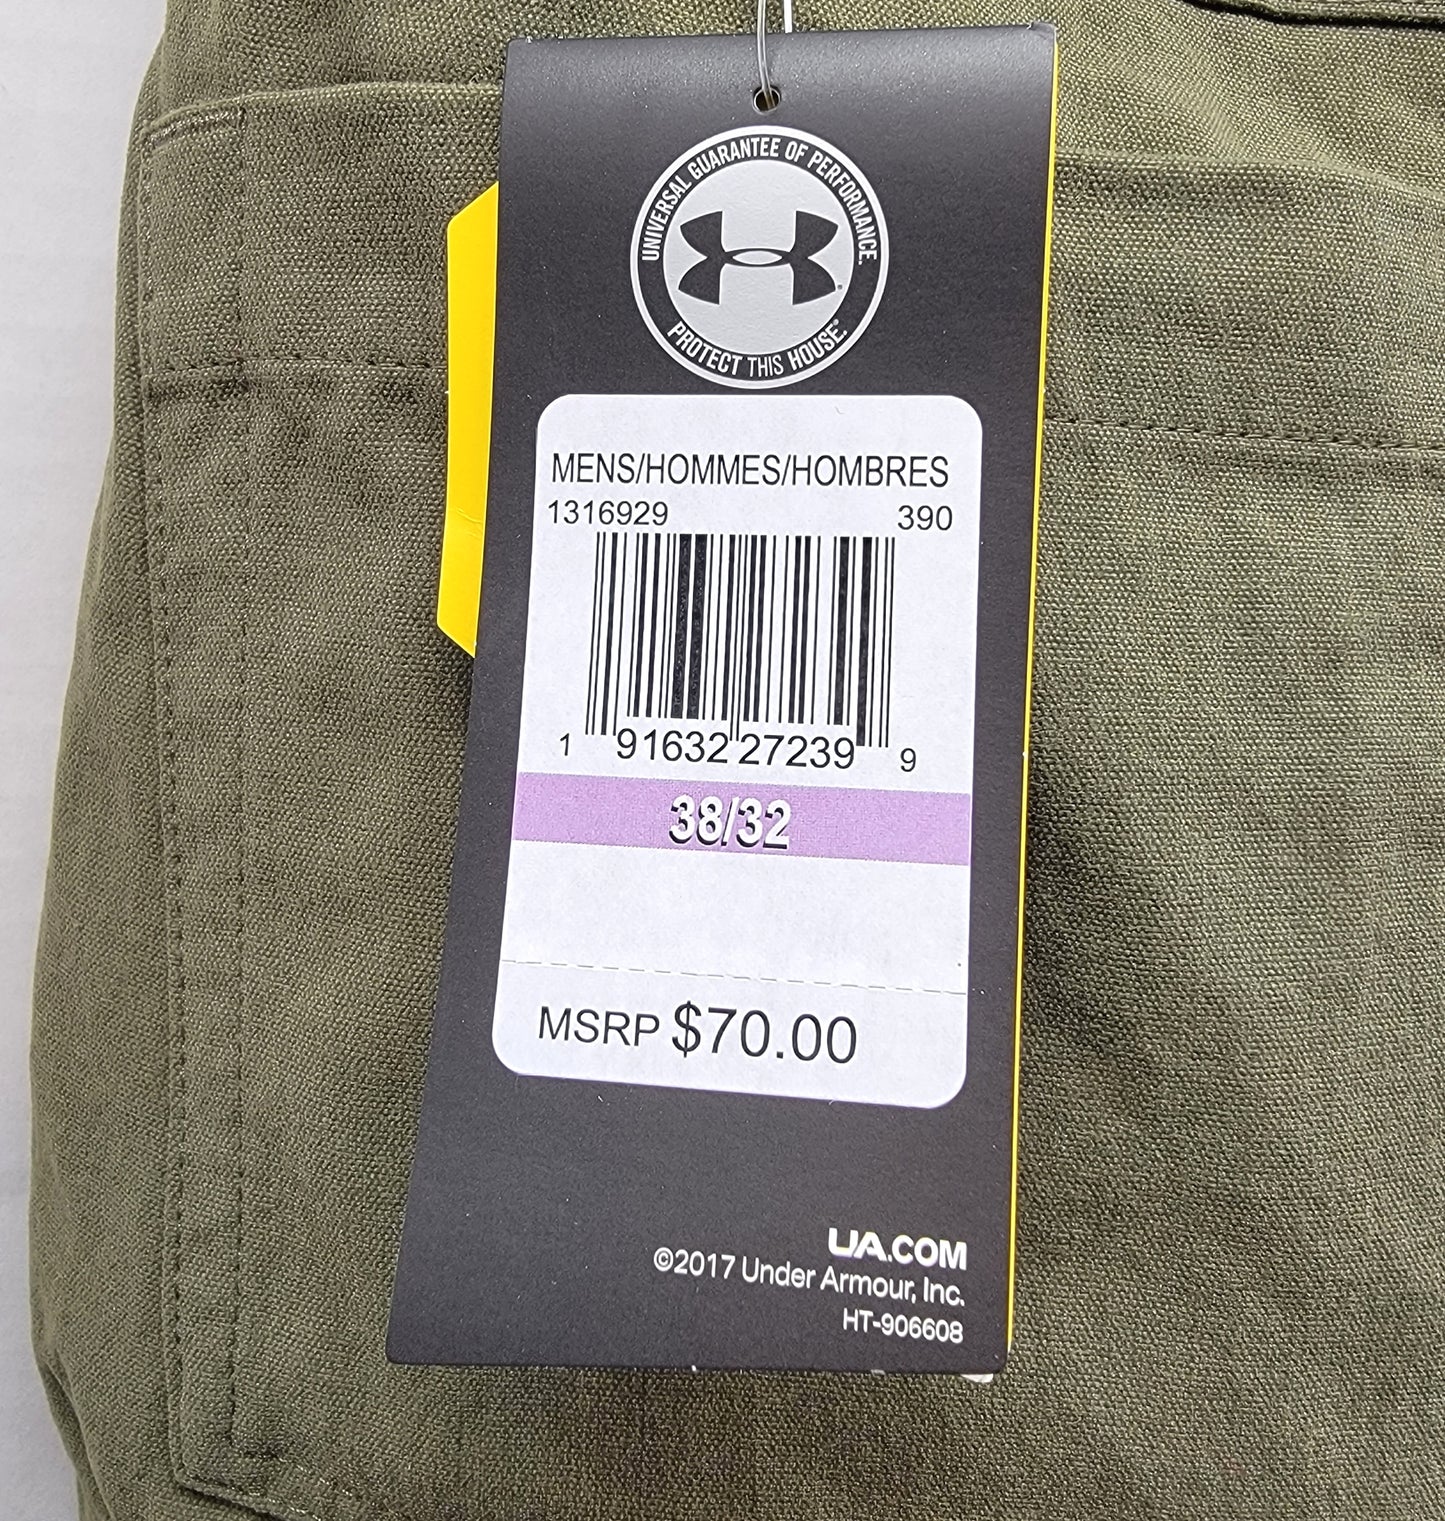 UNIVERSAL GUARANTEE OF PERFORMANCE.
PROTECT THIS HOUSE.®
MENS/HOMMES/HOMBRES
1316929 390
1 91632 27239 9
38/32
MSRP $70.00
UA.COM
©2017 Under Armour, Inc.
HT-906608